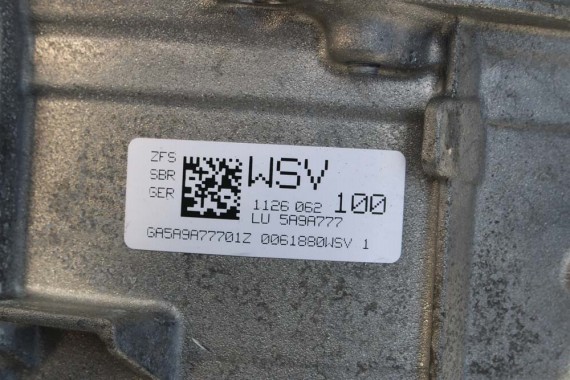 ZFS
SBR
GER
WSV
1126 062 100
LU 5A9A777
GA5A9A77701Z 0061880WSV 1